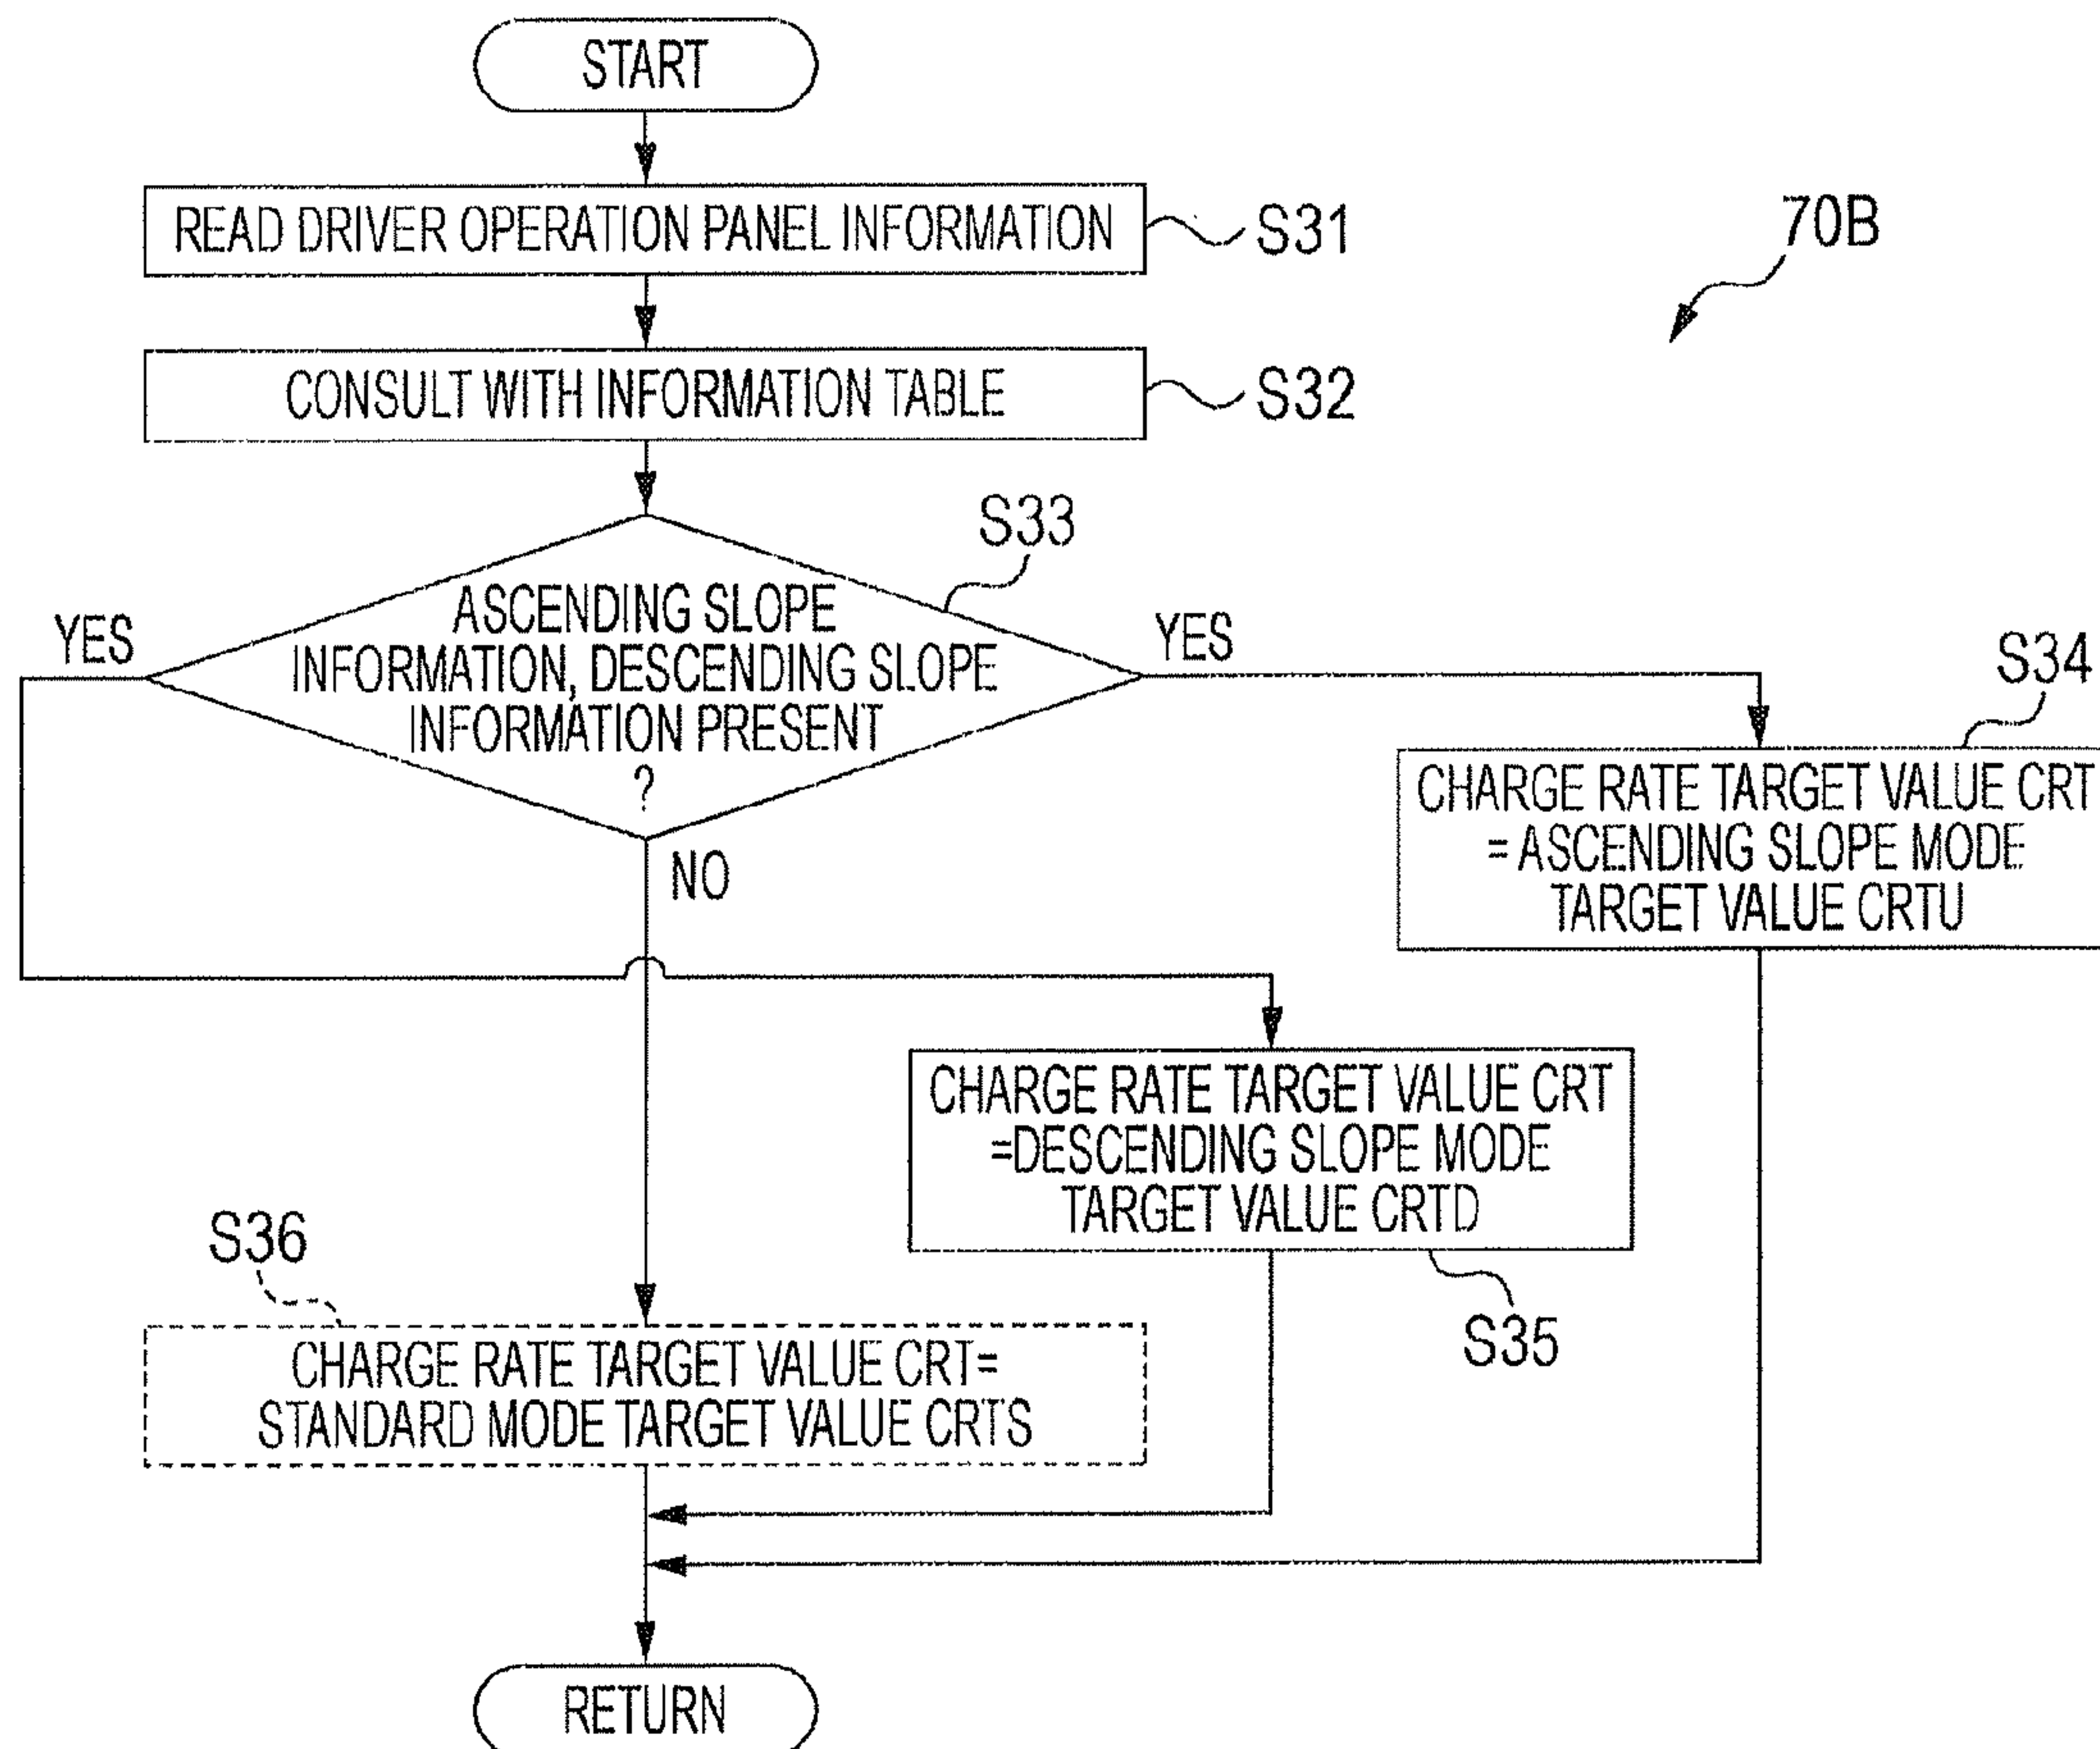 START
READ DRIVER OPERATION PANEL INFORMATION
S31
70B
CONSULT WITH INFORMATION TABLE
S32
S33
ASCENDING SLOPE
INFORMATION, DESCENDING SLOPE
INFORMATION PRESENT
?
YES
YES
NO
S34
CHARGE RATE TARGET VALUE CRT
= ASCENDING SLOPE MODE
TARGET VALUE CRTU
CHARGE RATE TARGET VALUE CRT
=DESCENDING SLOPE MODE
TARGET VALUE CRTD
S35
S36
CHARGE RATE TARGET VALUE CRT=
STANDARD MODE TARGET VALUE CRTS
RETURN